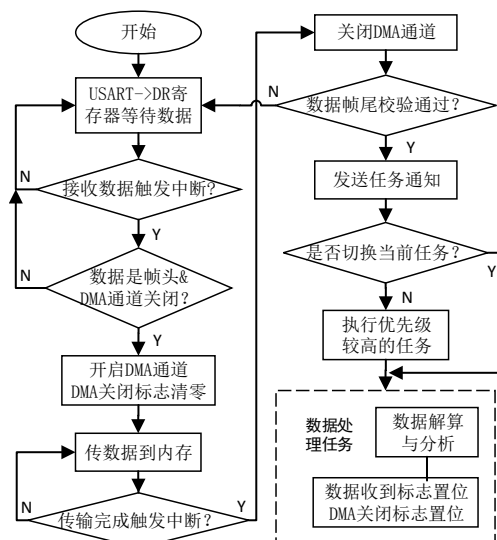 开始
USART->DR寄
存器等待数据
N
接收数据触发中断?
Y
N
数据是帧头&
DMA通道关闭?
Y
开启DMA通道
DMA关闭标志清零
传数据到内存
N
传输完成触发中断?
Y
关闭DMA通道
N
数据帧尾校验通过?
Y
发送任务通知
是否切换当前任务?
Y
N
执行优先级
较高的任务
数据处
理任务
数据解算
与分析
数据收到标志置位
DMA关闭标志置位